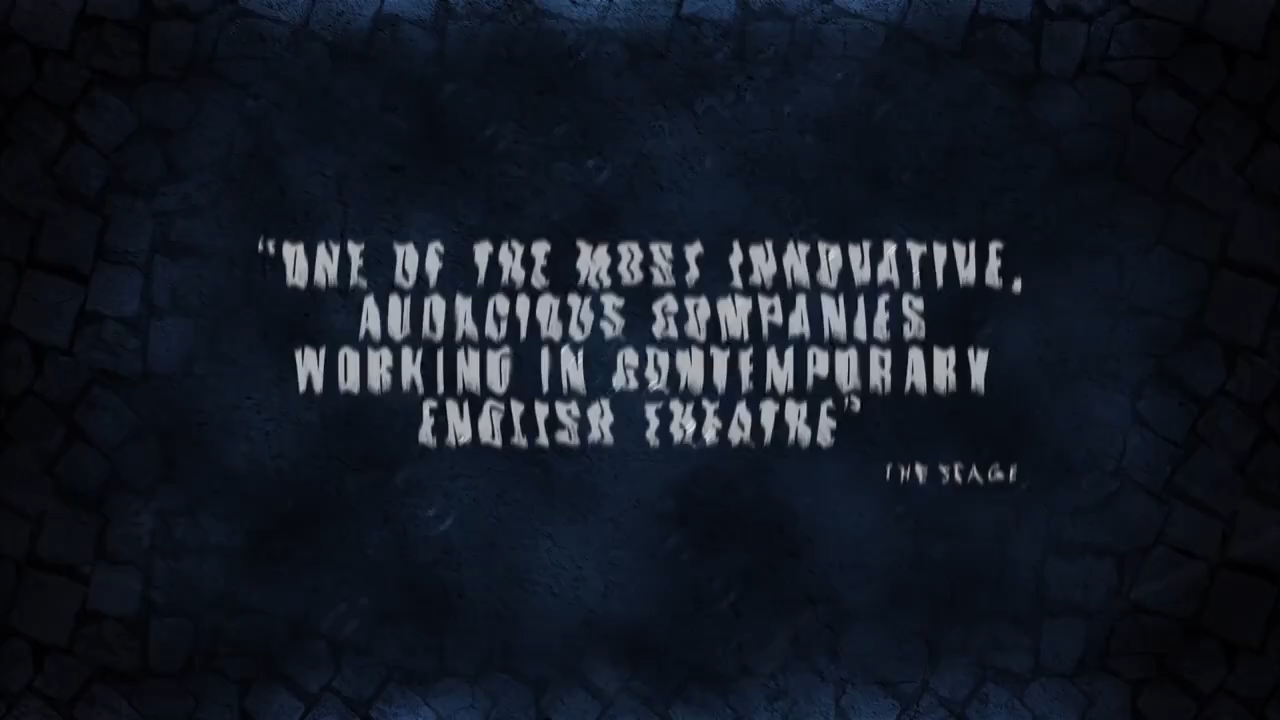 "ONE OF THE MOST INNOVATIVE,
AUDACIOUS COMPANIES
WORKING IN CONTEMPORARY
ENGLISH THEATRE"
THE STAGE